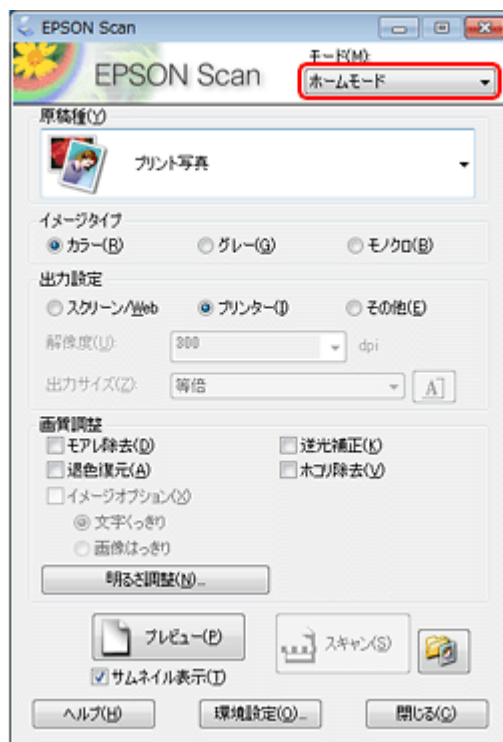 EPSON Scan
EPSON Scan
モード(M):
ホームモード
原稿種(Y)
プリント写真
イメージタイプ
カラー(R) グレー(G) モノクロ(B)
出力設定
スクリーン/Web プリンター(I) その他(E)
解像度(U): 300 dpi
出力サイズ(Z): 等倍 A
画質調整
モアレ除去(D) 逆光補正(K)
退色復元(A) ホコリ除去(V)
イメージオプション(X)
文字くっきり
画像はっきり
明るさ調整(N)...
プレビュー(P) スキャン(S)
サムネイル表示(T)
ヘルプ(H) 環境設定(O)... 閉じる(C)